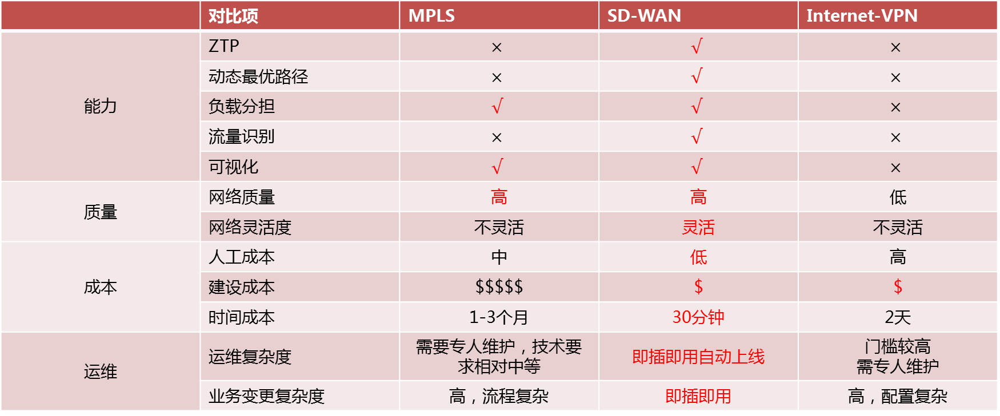 对比项 MPLS SD-WAN Internet-VPN
能力
ZTP × √ ×
动态最优路径 × √ ×
负载分担 √ √ ×
流量识别 × √ ×
可视化 √ √ ×
质量
网络质量 高 高 低
网络灵活度 不灵活 灵活 不灵活
成本
人工成本 中 低 高
建设成本 $$$$$ $ $
时间成本 1-3个月 30分钟 2天
运维
运维复杂度
需要专人维护，技术要
求相对中等
即插即用自动上线
门槛较高
需专人维护
业务变更复杂度 高，流程复杂 即插即用 高，配置复杂